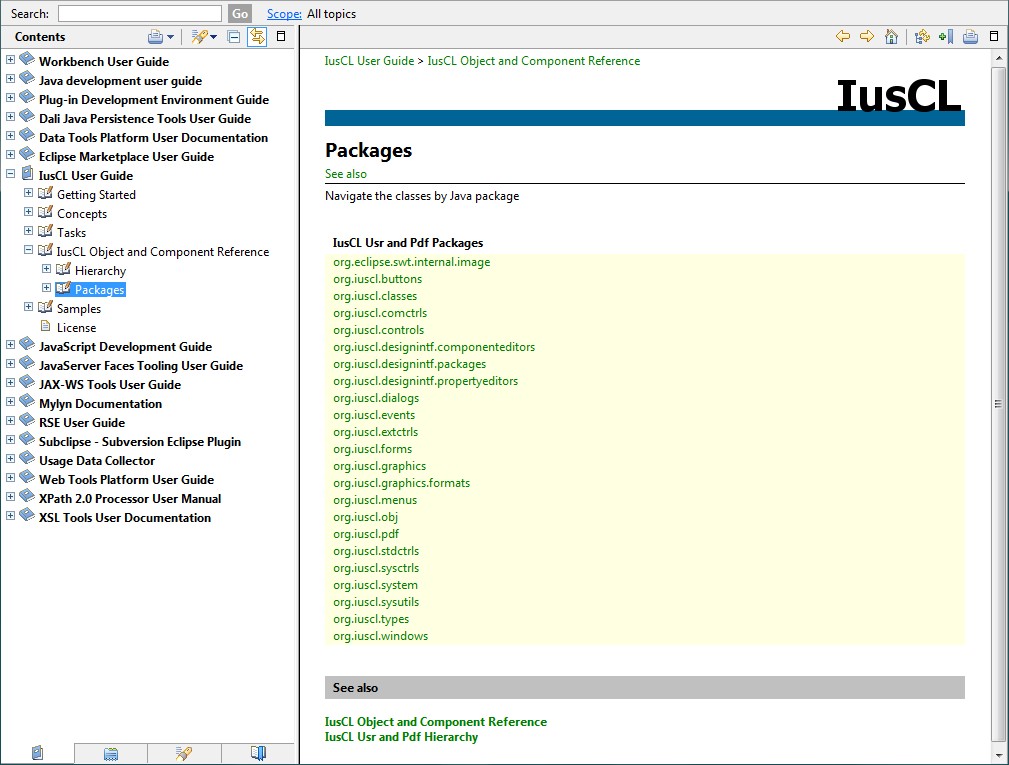 Search:
Go
Scope: All topics
Contents
Workbench User Guide
Java development user guide
Plug-in Development Environment Guide
Dali Java Persistence Tools User Guide
Data Tools Platform User Documentation
Eclipse Marketplace User Guide
IusCL User Guide
Getting Started
Concepts
Tasks
IusCL Object and Component Reference
Hierarchy
Packages
Samples
License
JavaScript Development Guide
JavaServer Faces Tooling User Guide
JAX-WS Tools User Guide
Mylyn Documentation
RSE User Guide
Subclipse - Subversion Eclipse Plugin
Usage Data Collector
Web Tools Platform User Guide
XPath 2.0 Processor User Manual
XSL Tools User Documentation
IusCL User Guide > IusCL Object and Component Reference
IusCL
Packages
See also
Navigate the classes by Java package
IusCL Usr and Pdf Packages
org.eclipse.swt.internal.image
org.iuscl.buttons
org.iuscl.classes
org.iuscl.comctrls
org.iuscl.controls
org.iuscl.designintf.componenteditors
org.iuscl.designintf.packages
org.iuscl.designintf.propertyeditors
org.iuscl.dialogs
org.iuscl.events
org.iuscl.extctrls
org.iuscl.forms
org.iuscl.graphics
org.iuscl.graphics.formats
org.iuscl.menus
org.iuscl.obj
org.iuscl.pdf
org.iuscl.stdctrls
org.iuscl.sysctrls
org.iuscl.system
org.iuscl.sysutils
org.iuscl.types
org.iuscl.windows
See also
IusCL Object and Component Reference
IusCL Usr and Pdf Hierarchy